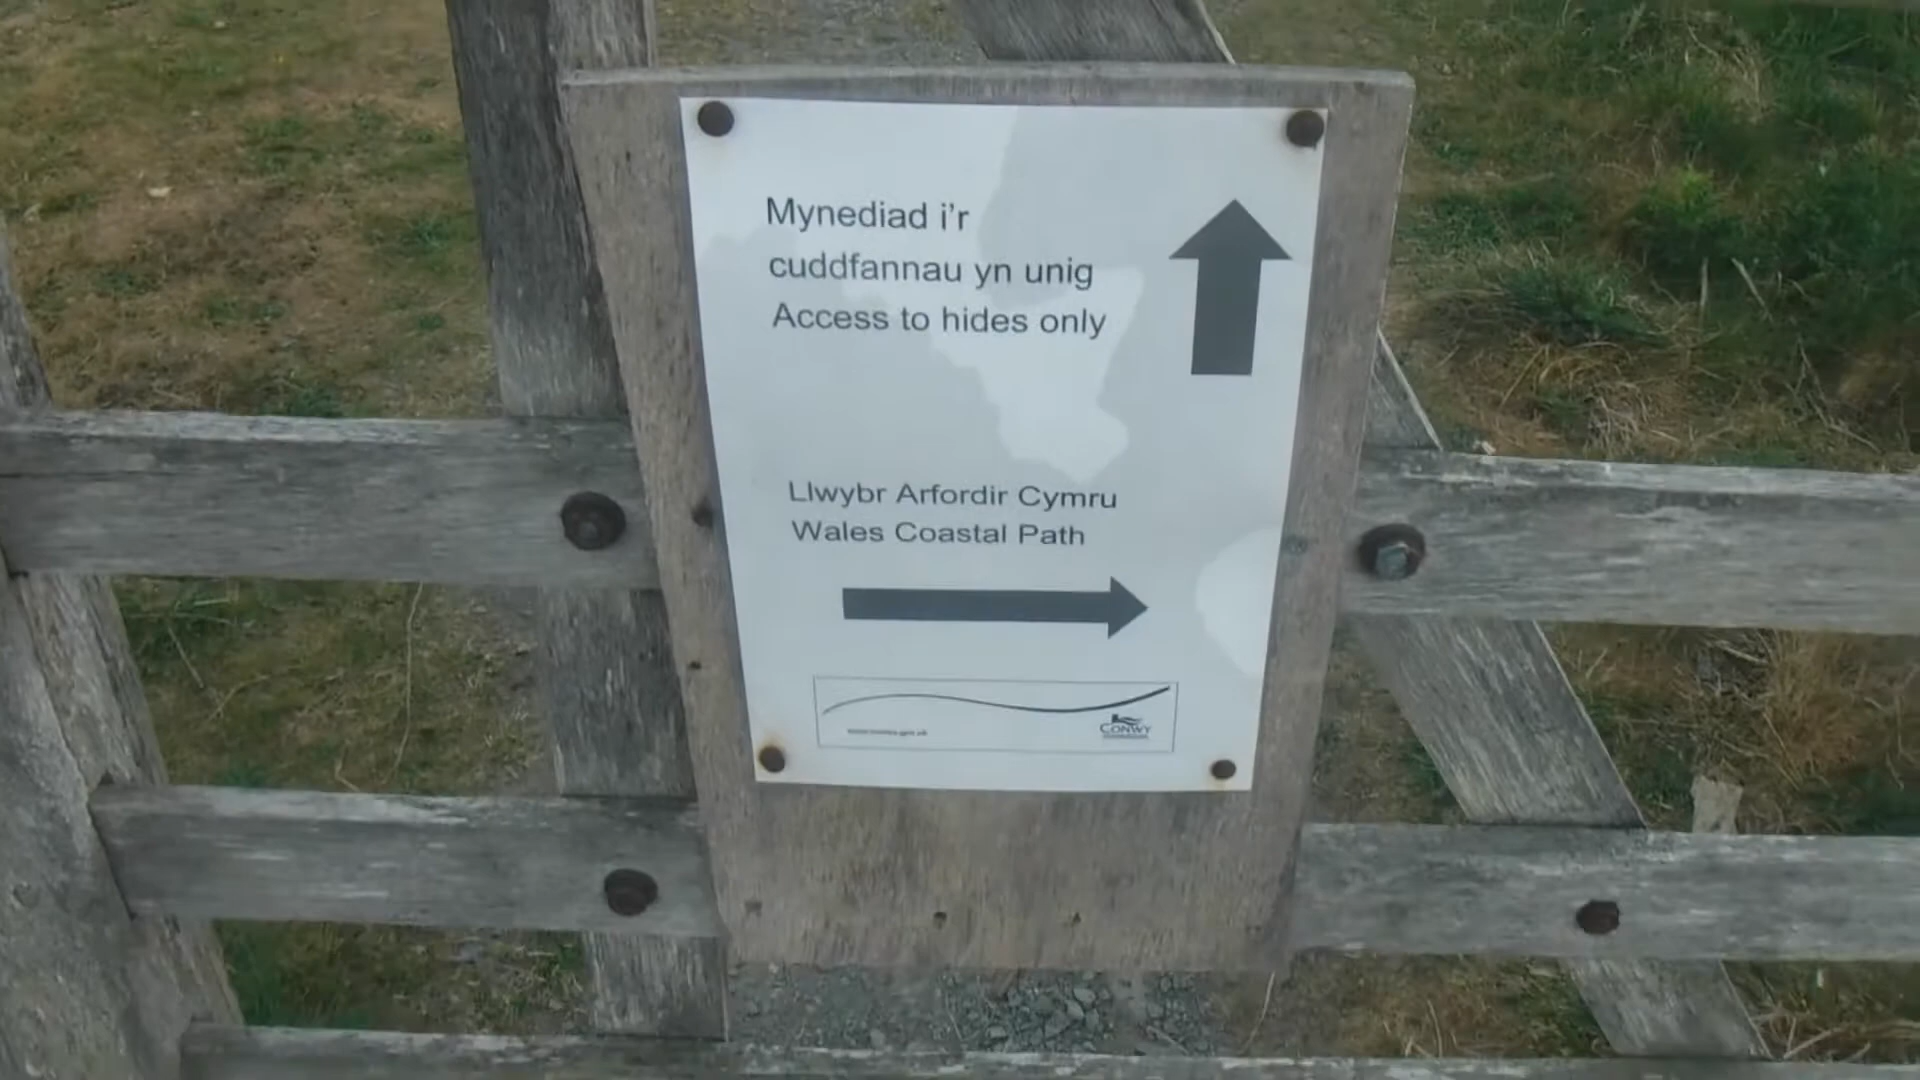 Mynediad i'r
cuddfannau yn unig
Access to hides only
Llwybr Arfordir Cymru
Wales Coastal Path
CONWY